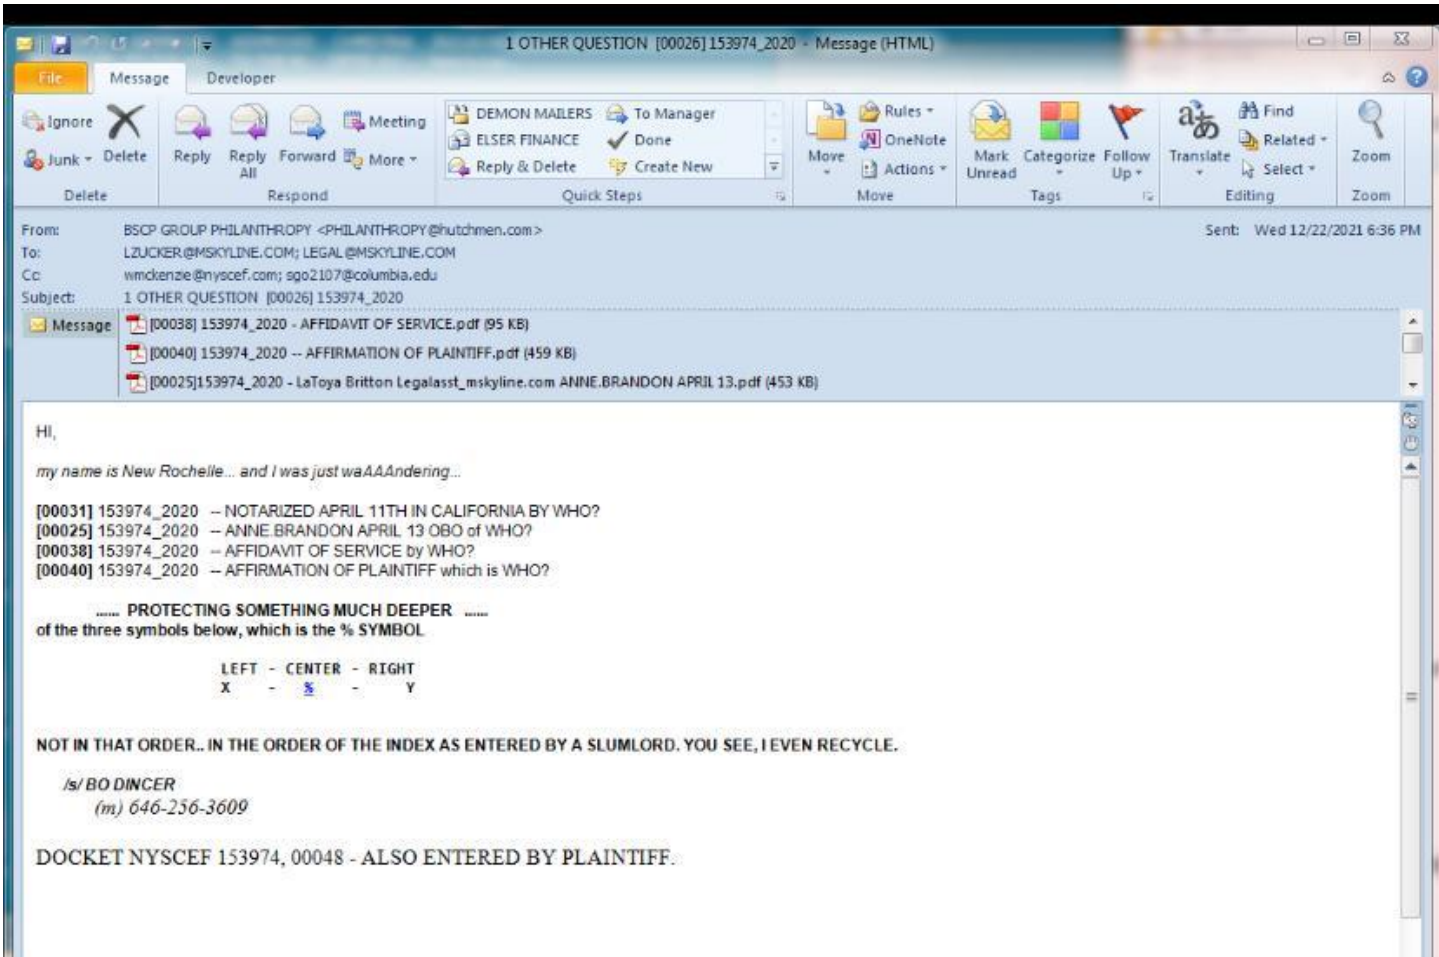 1 OTHER QUESTION [00026] 153974_2020 - Message (HTML)
File Message Developer
Ignore
Junk
Delete
Delete
Reply
Reply All
Forward
Meeting
More
Respond
DEMON MAILERS To Manager
ELSER FINANCE Done
Reply & Delete Create New
Quick Steps
Move
Rules
OneNote
Actions
Move
Mark Unread
Categorize
Follow Up
Tags
Translate
Find
Related
Select
Editing
Zoom
Zoom
From: BSCP GROUP PHILANTHROPY <PHILANTHROPY@hutchmen.com> Sent: Wed 12/22/2021 6:36 PM
To: LZUCKER@MSKYLINE.COM; LEGAL@MSKYLINE.COM
Cc: wmckenzie@nyscef.com; sgo2107@columbia.edu
Subject: 1 OTHER QUESTION [00026] 153974_2020
Message [00038] 153974_2020 - AFFIDAVIT OF SERVICE.pdf (95 KB)
[00040] 153974_2020 -- AFFIRMATION OF PLAINTIFF.pdf (459 KB)
[00025]153974_2020 - LaToya Britton Legalasst_mskyline.com ANNE.BRANDON APRIL 13.pdf (453 KB)
HI,
my name is New Rochelle... and I was just waAAAndering...
[00031] 153974_2020 -- NOTARIZED APRIL 11TH IN CALIFORNIA BY WHO?
[00025] 153974_2020 -- ANNE.BRANDON APRIL 13 OBO of WHO?
[00038] 153974_2020 -- AFFIDAVIT OF SERVICE by WHO?
[00040] 153974_2020 -- AFFIRMATION OF PLAINTIFF which is WHO?
...... PROTECTING SOMETHING MUCH DEEPER ......
of the three symbols below, which is the % SYMBOL
LEFT - CENTER - RIGHT
X - % - Y
NOT IN THAT ORDER.. IN THE ORDER OF THE INDEX AS ENTERED BY A SLUMLORD. YOU SEE, I EVEN RECYCLE.
/s/ BO DINCER
(m) 646-256-3609
DOCKET NYSCEF 153974, 00048 - ALSO ENTERED BY PLAINTIFF.